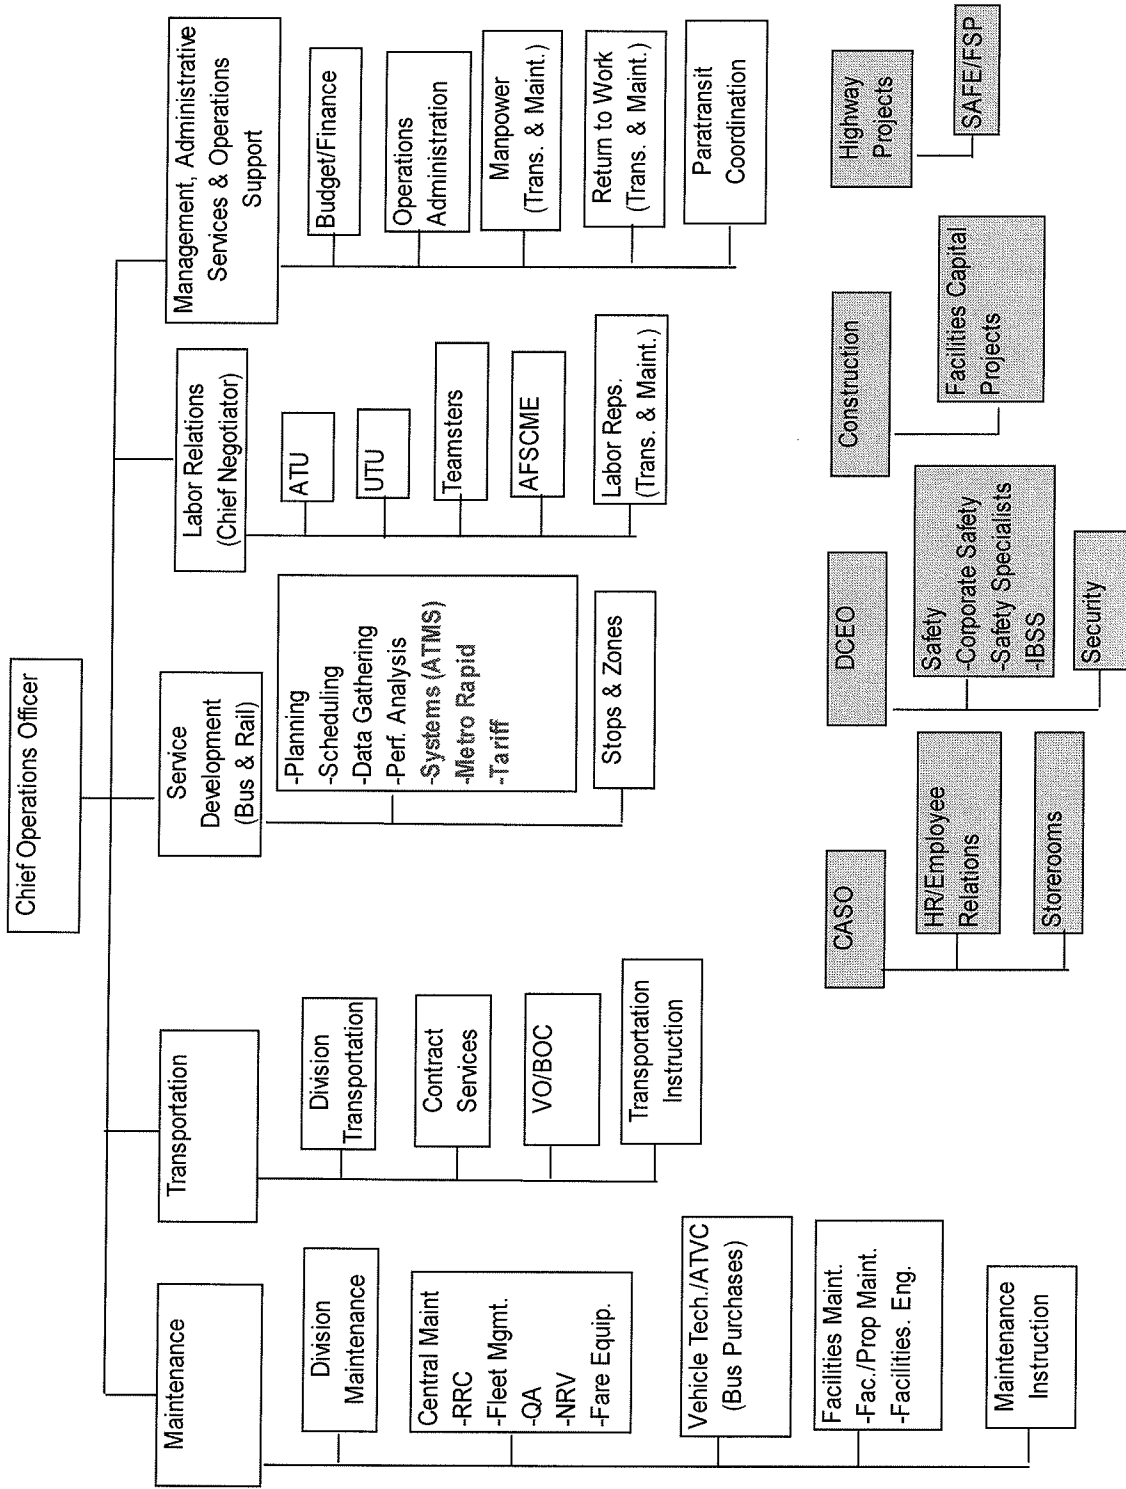 Chief Operations Officer
Maintenance
Division
Maintenance
Central Maint
-RRC
-Fleet Mgmt.
-QA
-NRV
-Fare Equip.
Vehicle Tech./ATVC
(Bus Purchases)
Facilities Maint.
-Fac./Prop Maint.
-Facilities. Eng.
Maintenance
Instruction
Transportation
Division
Transportation
Contract
Services
VO/BOC
Transportation
Instruction
Service
Development
(Bus & Rail)
-Planning
-Scheduling
-Data Gathering
-Perf. Analysis
-Systems (ATMS)
-Metro Rapid
-Tariff
Stops & Zones
Labor Relations
(Chief Negotiator)
ATU
UTU
Teamsters
AFSCME
Labor Reps.
(Trans. & Maint.)
Management, Administrative
Services & Operations
Support
Budget/Finance
Operations
Administration
Manpower
(Trans. & Maint.)
Return to Work
(Trans. & Maint.)
Paratransit
Coordination
CASO
HR/Employee
Relations
Storerooms
DCEO
Safety
-Corporate Safety
-Safety Specialists
-IBSS
Security
Construction
Facilities Capital
Projects
Highway
Projects
SAFE/FSP